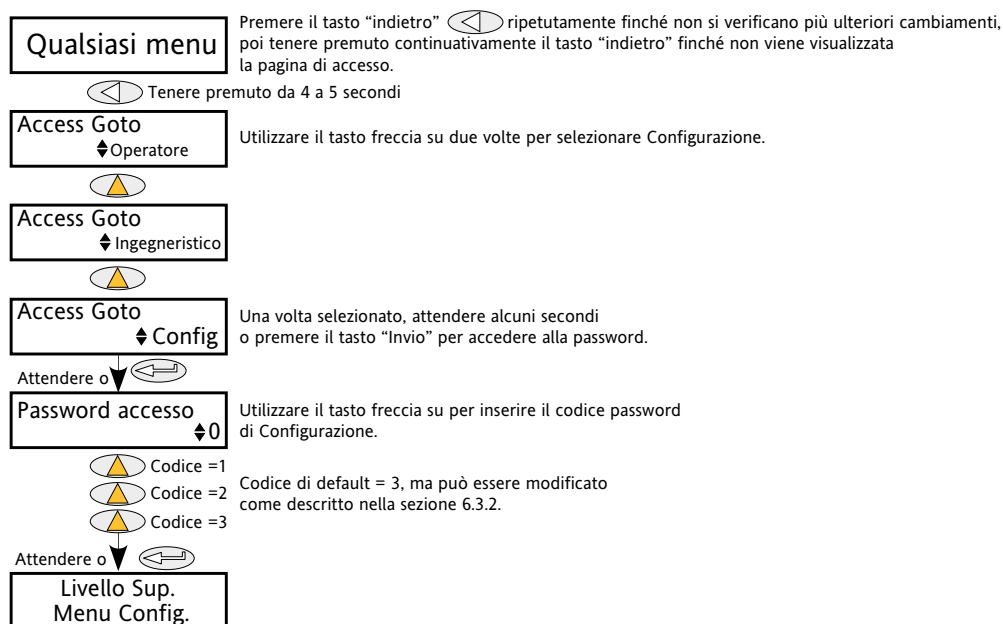 Qualsiasi menu
Premere il tasto “indietro” ripetutamente finché non si verificano più ulteriori cambiamenti,
poi tenere premuto continuativamente il tasto “indietro” finché non viene visualizzata
la pagina di accesso.
Tenere premuto da 4 a 5 secondi
Access Goto
Operatore
Utilizzare il tasto freccia su due volte per selezionare Configurazione.
Access Goto
Ingegneristico
Access Goto
Config
Una volta selezionato, attendere alcuni secondi
o premere il tasto “Invio” per accedere alla password.
Attendere o
Password accesso
0
Utilizzare il tasto freccia su per inserire il codice password
di Configurazione.
Codice =1
Codice =2
Codice =3
Codice di default = 3, ma può essere modificato
come descritto nella sezione 6.3.2.
Attendere o
Livello Sup.
Menu Config.